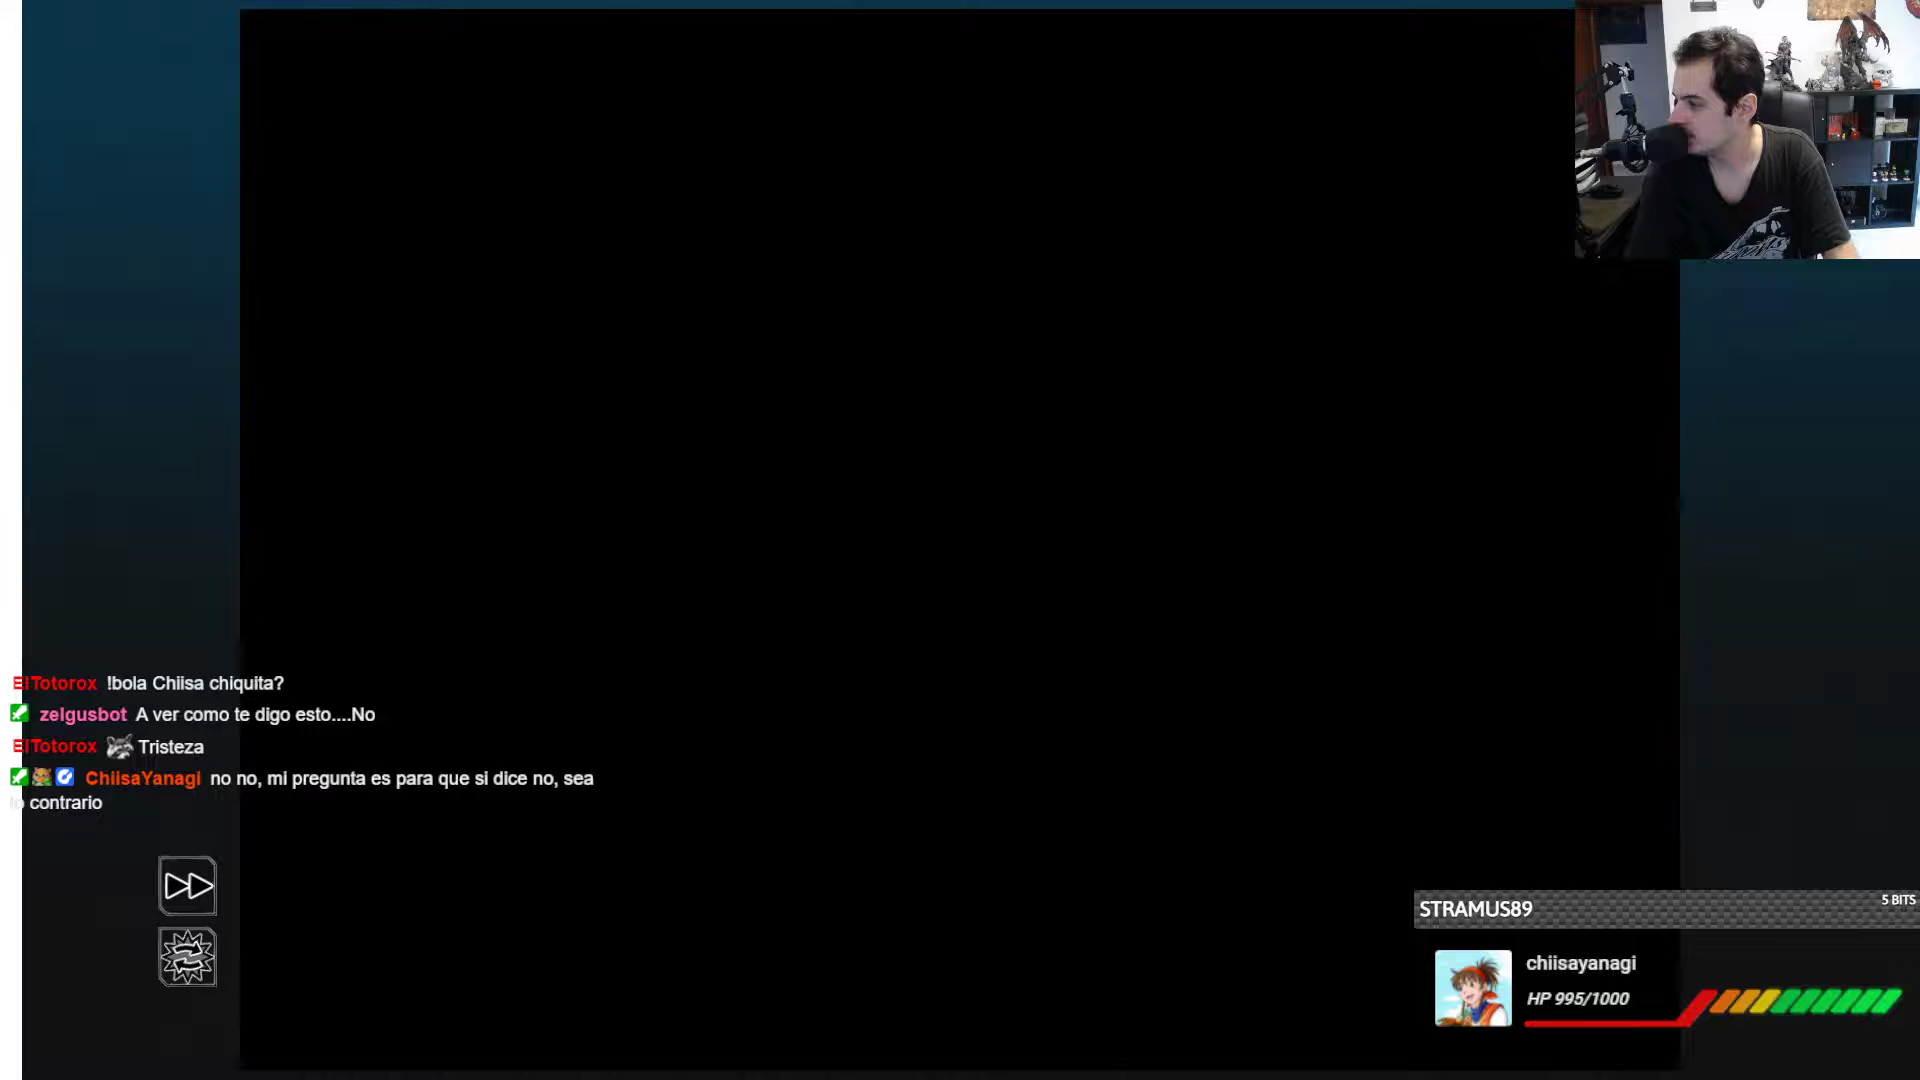 ElTotorox !bola Chiisa chiquita?
zelgusbot A ver como te digo esto....No
ElTotorox Tristeza
ChiisaYanagi no no, mi pregunta es para que si dice no, sea
lo contrario
5 BITS
STRAMUS89
chiisayanagi
HP 995/1000